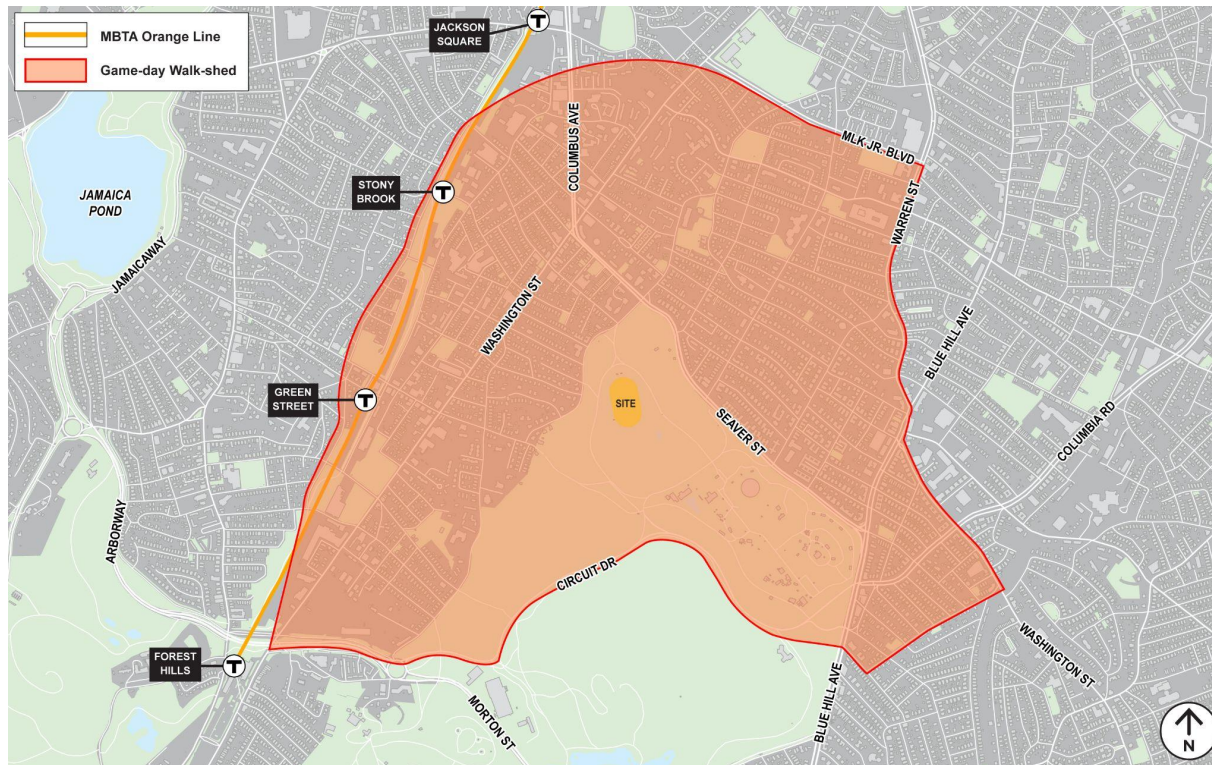 MBTA Orange Line
Game-day Walk-shed
JACKSON
SQUARE
T
COLUMBUS AVE
MLK JR. BLVD
STONY
BROOK
T
JAMAICA
POND
WARREN ST
JAMAICAWAY
WASHINGTON ST
BLUE HILL AVE
GREEN
STREET
T
SITE
SEAVER ST
COLUMBIA RD
ARBORWAY
CIRCUIT DR
FOREST
HILLS
T
MORTON ST
BLUE HILL AVE
WASHINGTON ST
N